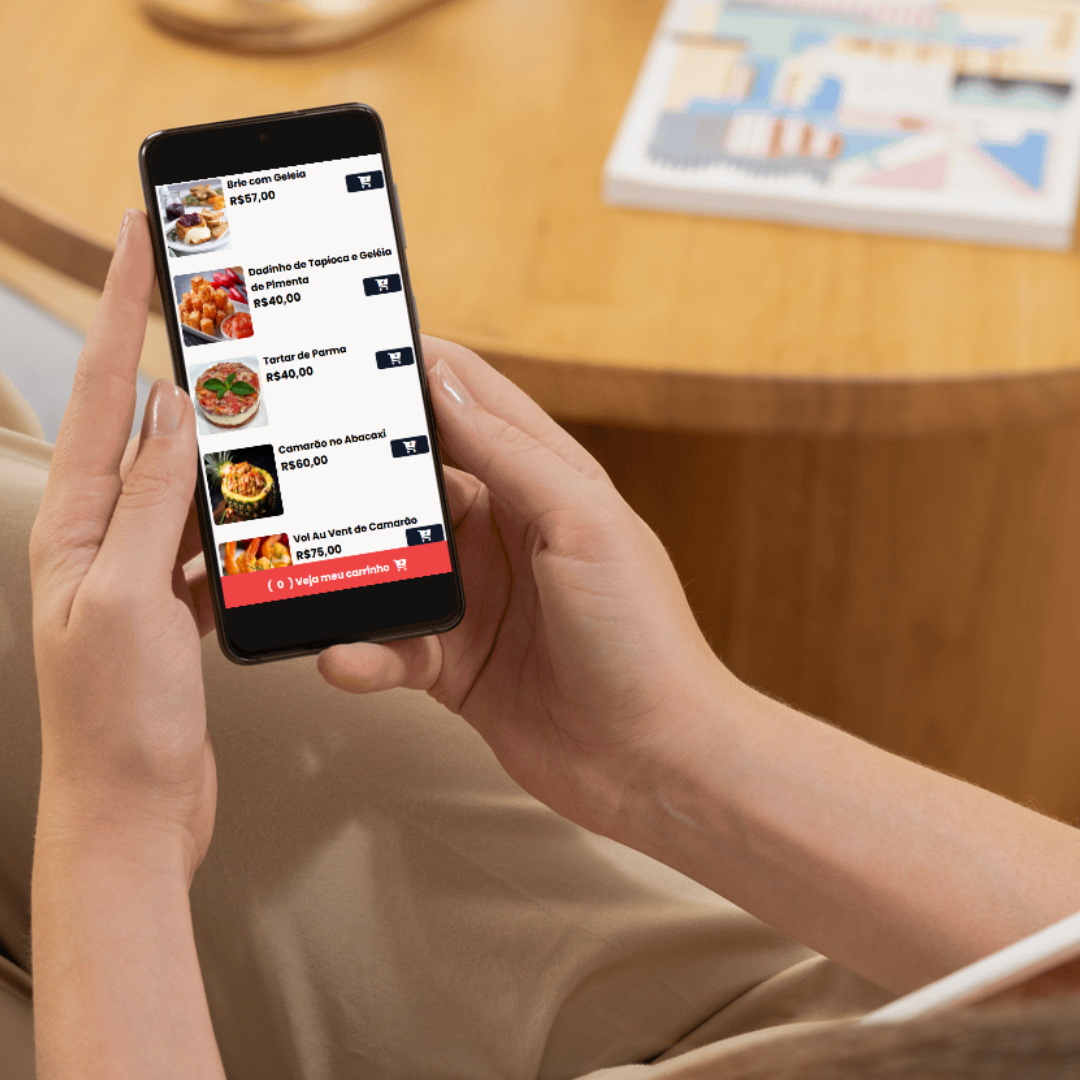 Brie com Geleia
R$57,00
Dadinho de Tapioca e Geléia
de Pimenta
R$40,00
Tartar de Parma
R$40,00
Camarão no Abacaxi
R$60,00
Vol Au Vent de Camarão
R$75,00
( 0 ) Veja meu carrinho